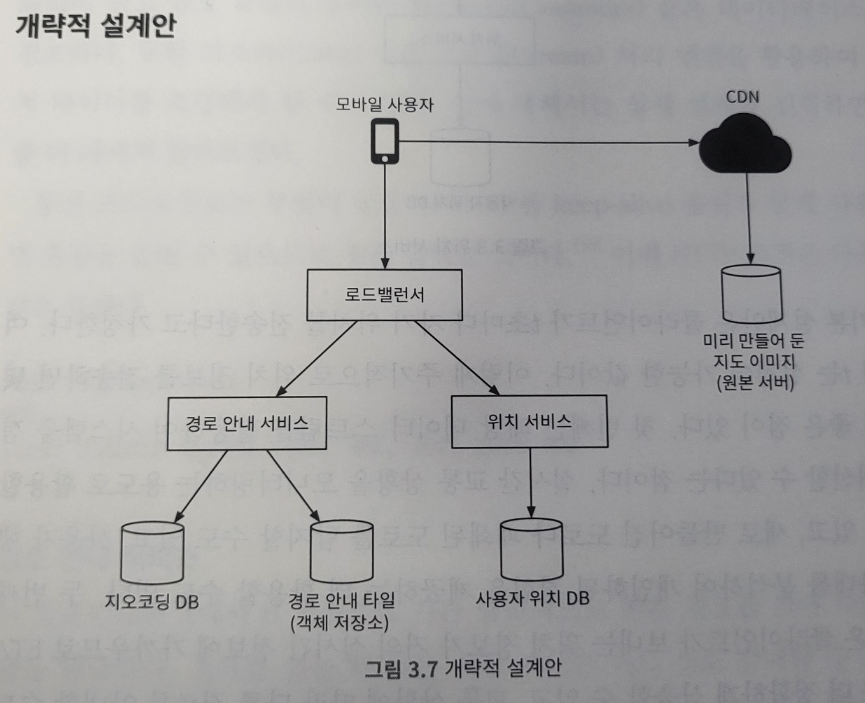 개략적 설계안
모바일 사용자
CDN
로드밸런서
미리 만들어 둔
지도 이미지
(원본 서버)
경로 안내 서비스
위치 서비스
지오코딩 DB
경로 안내 타일
(객체 저장소)
사용자 위치 DB
그림 3.7 개략적 설계안